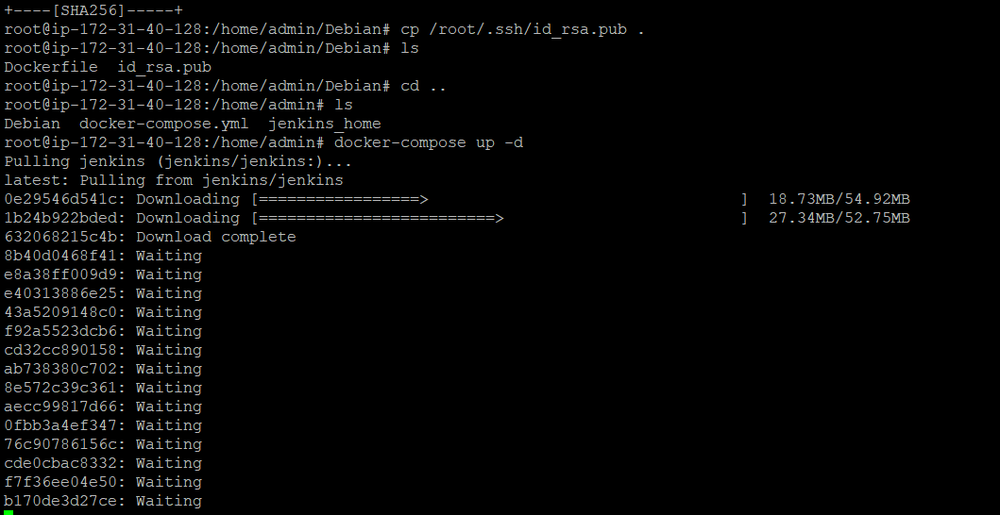 +----[SHA256]-----+
root@ip-172-31-40-128:/home/admin/Debian# cp /root/.ssh/id_rsa.pub .
root@ip-172-31-40-128:/home/admin/Debian# ls
Dockerfile  id_rsa.pub
root@ip-172-31-40-128:/home/admin/Debian# cd ..
root@ip-172-31-40-128:/home/admin# ls
Debian  docker-compose.yml  jenkins_home
root@ip-172-31-40-128:/home/admin# docker-compose up -d
Pulling jenkins (jenkins/jenkins:)...
latest: Pulling from jenkins/jenkins
0e29546d541c: Downloading [=================>                                 ]  18.73MB/54.92MB
1b24b922bded: Downloading [=========================>                         ]  27.34MB/52.75MB
632068215c4b: Download complete
8b40d0468f41: Waiting
e8a38ff009d9: Waiting
e40313886e25: Waiting
43a5209148c0: Waiting
f92a5523dcb6: Waiting
cd32cc890158: Waiting
ab738380c702: Waiting
8e572c39c361: Waiting
aecc99817d66: Waiting
0fbb3a4ef347: Waiting
76c90786156c: Waiting
cde0cbac8332: Waiting
f7f36ee04e50: Waiting
b170de3d27ce: Waiting